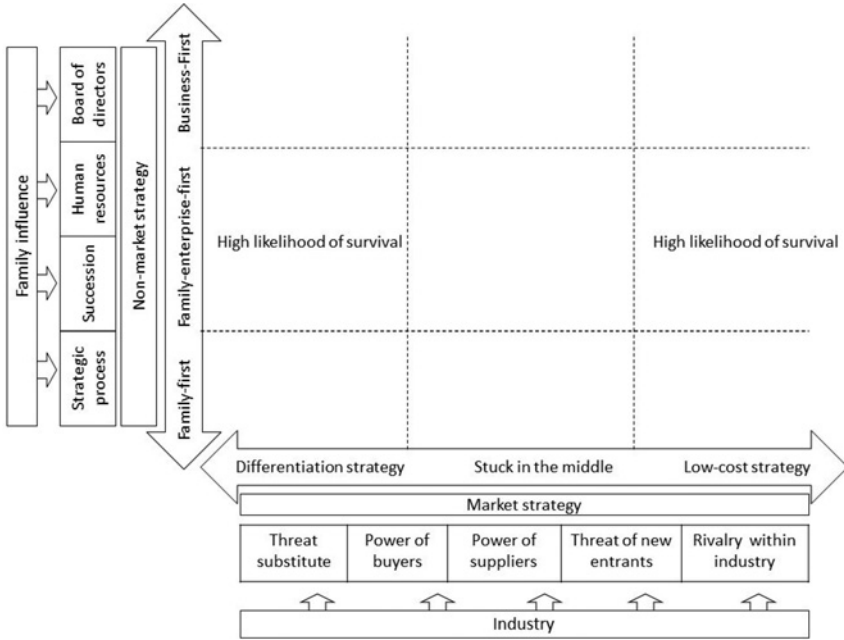 Family influence
Board of
directors
Human
resources
Succession
Strategic
process
Non-market strategy
Business-First
Family-enterprise-first
Family-first
High likelihood of survival
High likelihood of survival
Differentiation strategy
Stuck in the middle
Low-cost strategy
Market strategy
Threat
substitute
Power of
buyers
Power of
suppliers
Threat of new
entrants
Rivalry within
industry
Industry